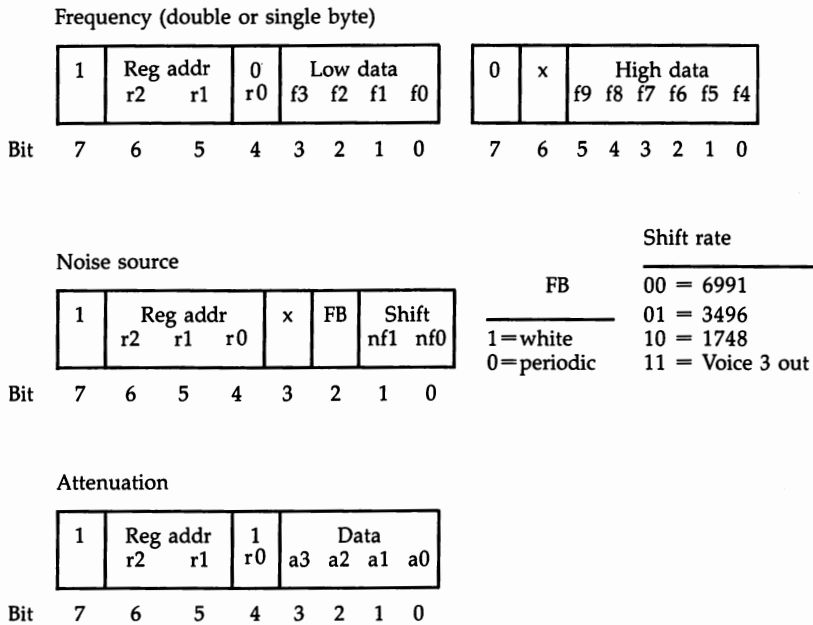 Frequency (double or single byte)
1 Reg addr 0 Low data 0 x High data
r2 r1 r0 f3 f2 f1 f0 f9 f8 f7 f6 f5 f4
Bit 7 6 5 4 3 2 1 0 7 6 5 4 3 2 1 0
Noise source
1 Reg addr x FB Shift
r2 r1 r0 nf1 nf0
Bit 7 6 5 4 3 2 1 0
FB
1=white
0=periodic
Shift rate
00 = 6991
01 = 3496
10 = 1748
11 = Voice 3 out
Attenuation
1 Reg addr 1 Data
r2 r1 r0 a3 a2 a1 a0
Bit 7 6 5 4 3 2 1 0